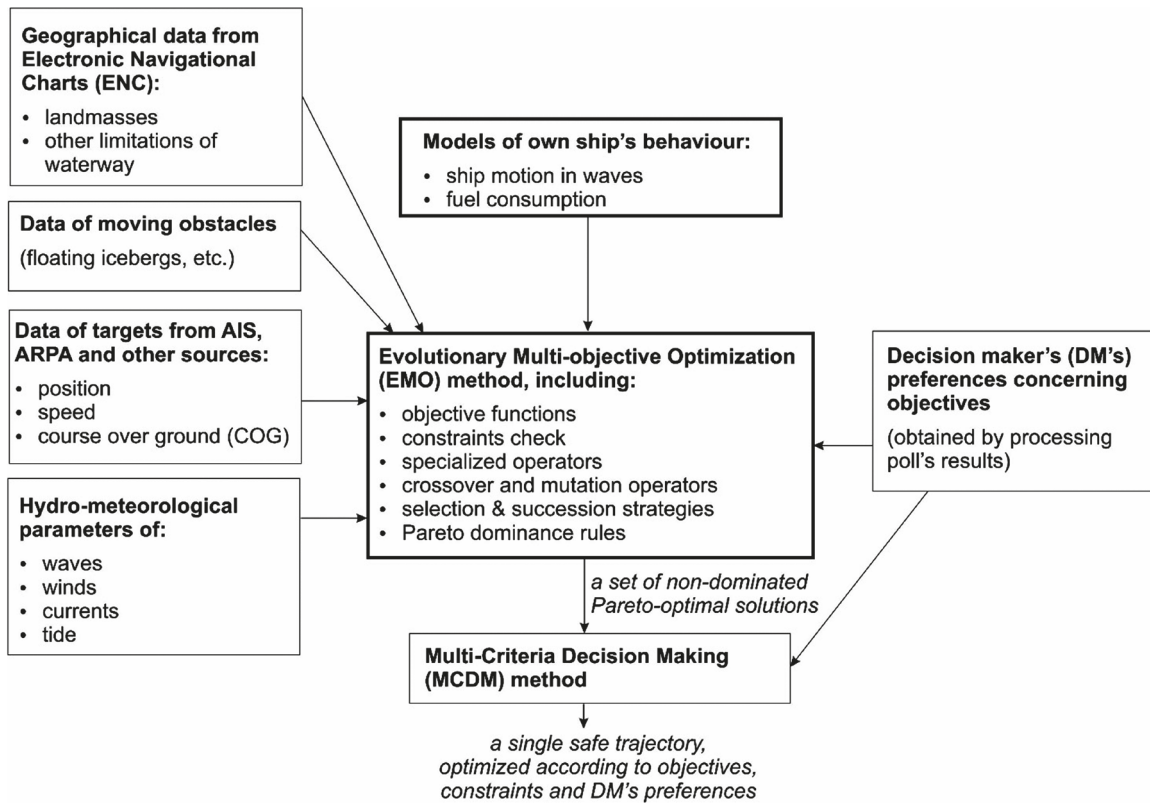 Geographical data from
Electronic Navigational
Charts (ENC):
• landmasses
• other limitations of
waterway
Models of own ship's behaviour:
• ship motion in waves
• fuel consumption
Data of moving obstacles
(floating icebergs, etc.)
Data of targets from AIS,
ARPA and other sources:
• position
• speed
• course over ground (COG)
Evolutionary Multi-objective Optimization
(EMO) method, including:
• objective functions
• constraints check
• specialized operators
• crossover and mutation operators
• selection & succession strategies
• Pareto dominance rules
Decision maker's (DM's)
preferences concerning
objectives
(obtained by processing
poll's results)
Hydro-meteorological
parameters of:
• waves
• winds
• currents
• tide
a set of non-dominated
Pareto-optimal solutions
Multi-Criteria Decision Making
(MCDM) method
a single safe trajectory,
optimized according to objectives,
constraints and DM's preferences